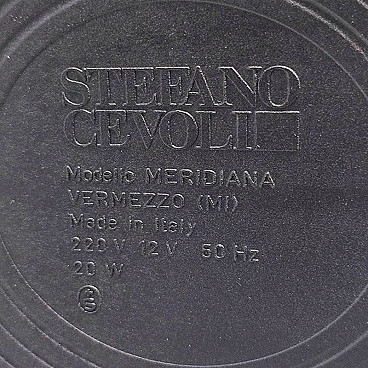 STEFANO
CEVOLI
Modello MERIDIANA
VERMEZZO (MI)
Made in Italy
220 V 12 V 50 Hz
20 W